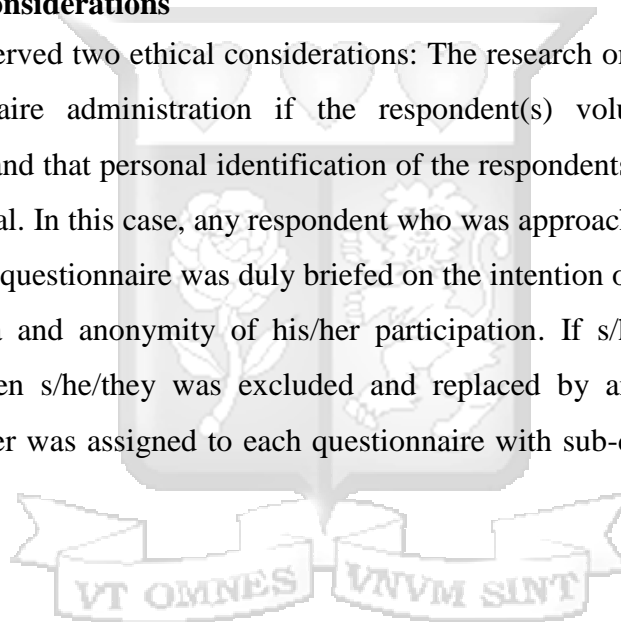 onsiderations
erved two ethical considerations: The research or
aire administration if the respondent(s) volu
and that personal identification of the respondents
al. In this case, any respondent who was approach
questionnaire was duly briefed on the intention o
and anonymity of his/her participation. If s/h
en s/he/they was excluded and replaced by a
er was assigned to each questionnaire with sub-c
VT OMNES VNVM SINT